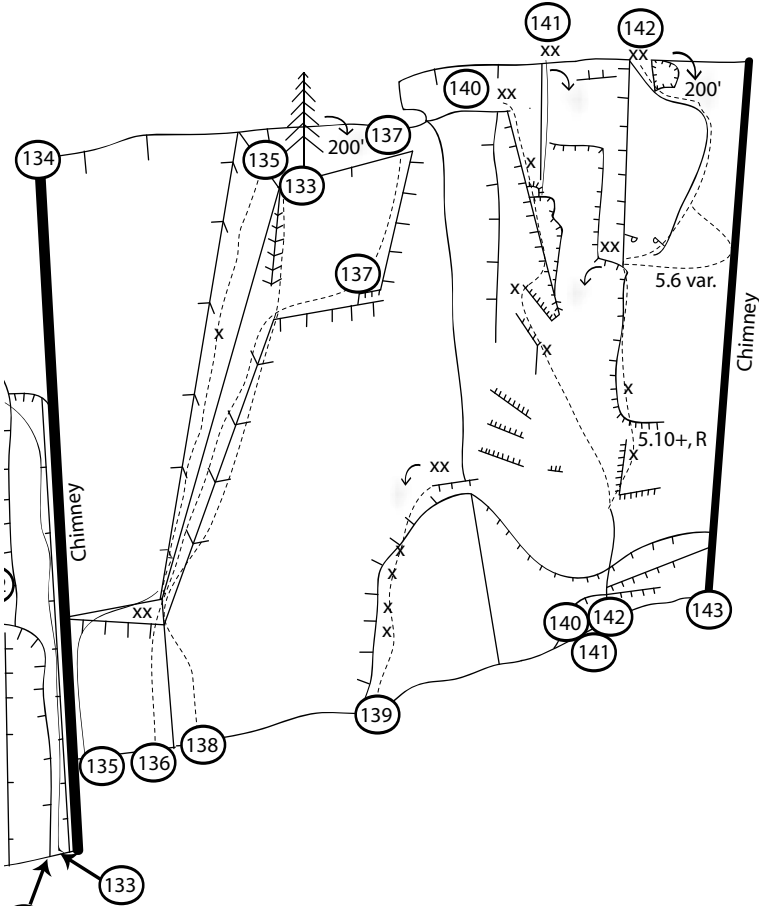 141
xx
142
xx
140
xx
200'
134
135
200'
137
133
x
xx
137
5.6 var.
x
Chimney
x
x
x
5.10+, R
x
xx
Chimney
x
x
xx
x
x
140
142
143
141
139
138
135
136
133